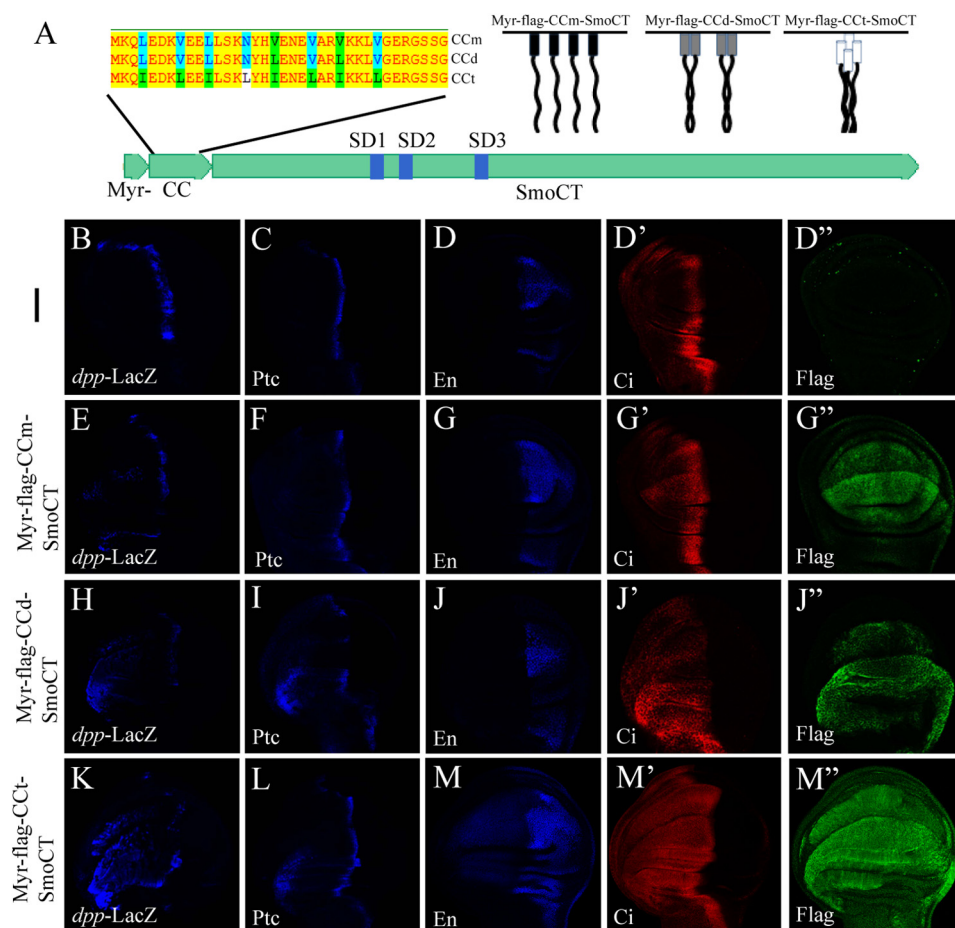 A
MKQLEDKVEELLSKNYHVENEVARVKKLVGERGSSG CCm
MKQLEDKVEELLSKNYHLENEVARLKKLVGERGSSG CCd
MKQIEDKLEEILSKLYHIENELARIKKLLGERGSSG CCt
Myr-flag-CCm-SmoCT Myr-flag-CCd-SmoCT Myr-flag-CCt-SmoCT
SD1 SD2 SD3
Myr- CC SmoCT
B C D D’ D’’
dpp-LacZ Ptc En Ci Flag
Myr-flag-CCm-
SmoCT
E F G G’ G’’
dpp-LacZ Ptc En Ci Flag
Myr-flag-CCd-
SmoCT
H I J J’ J’’
dpp-LacZ Ptc En Ci Flag
Myr-flag-CCt-
SmoCT
K L M M’ M’’
dpp-LacZ Ptc En Ci Flag